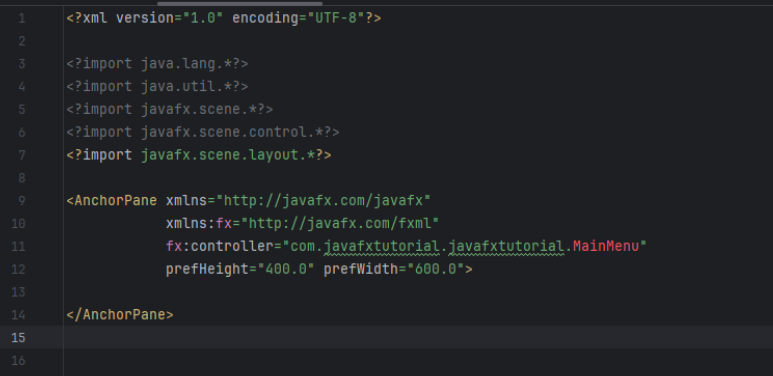 1 <?xml version="1.0" encoding="UTF-8"?>
2
3 <?import java.lang.*?>
4 <?import java.util.*?>
5 <?import javafx.scene.*?>
6 <?import javafx.scene.control.*?>
7 <?import javafx.scene.layout.*?>
8
9 <AnchorPane xmlns="http://javafx.com/javafx"
10 xmlns:fx="http://javafx.com/fxml"
11 fx:controller="com.javafxtutorial.javafxtutorial.MainMenu"
12 prefHeight="400.0" prefWidth="600.0">
13
14 </AnchorPane>
15
16